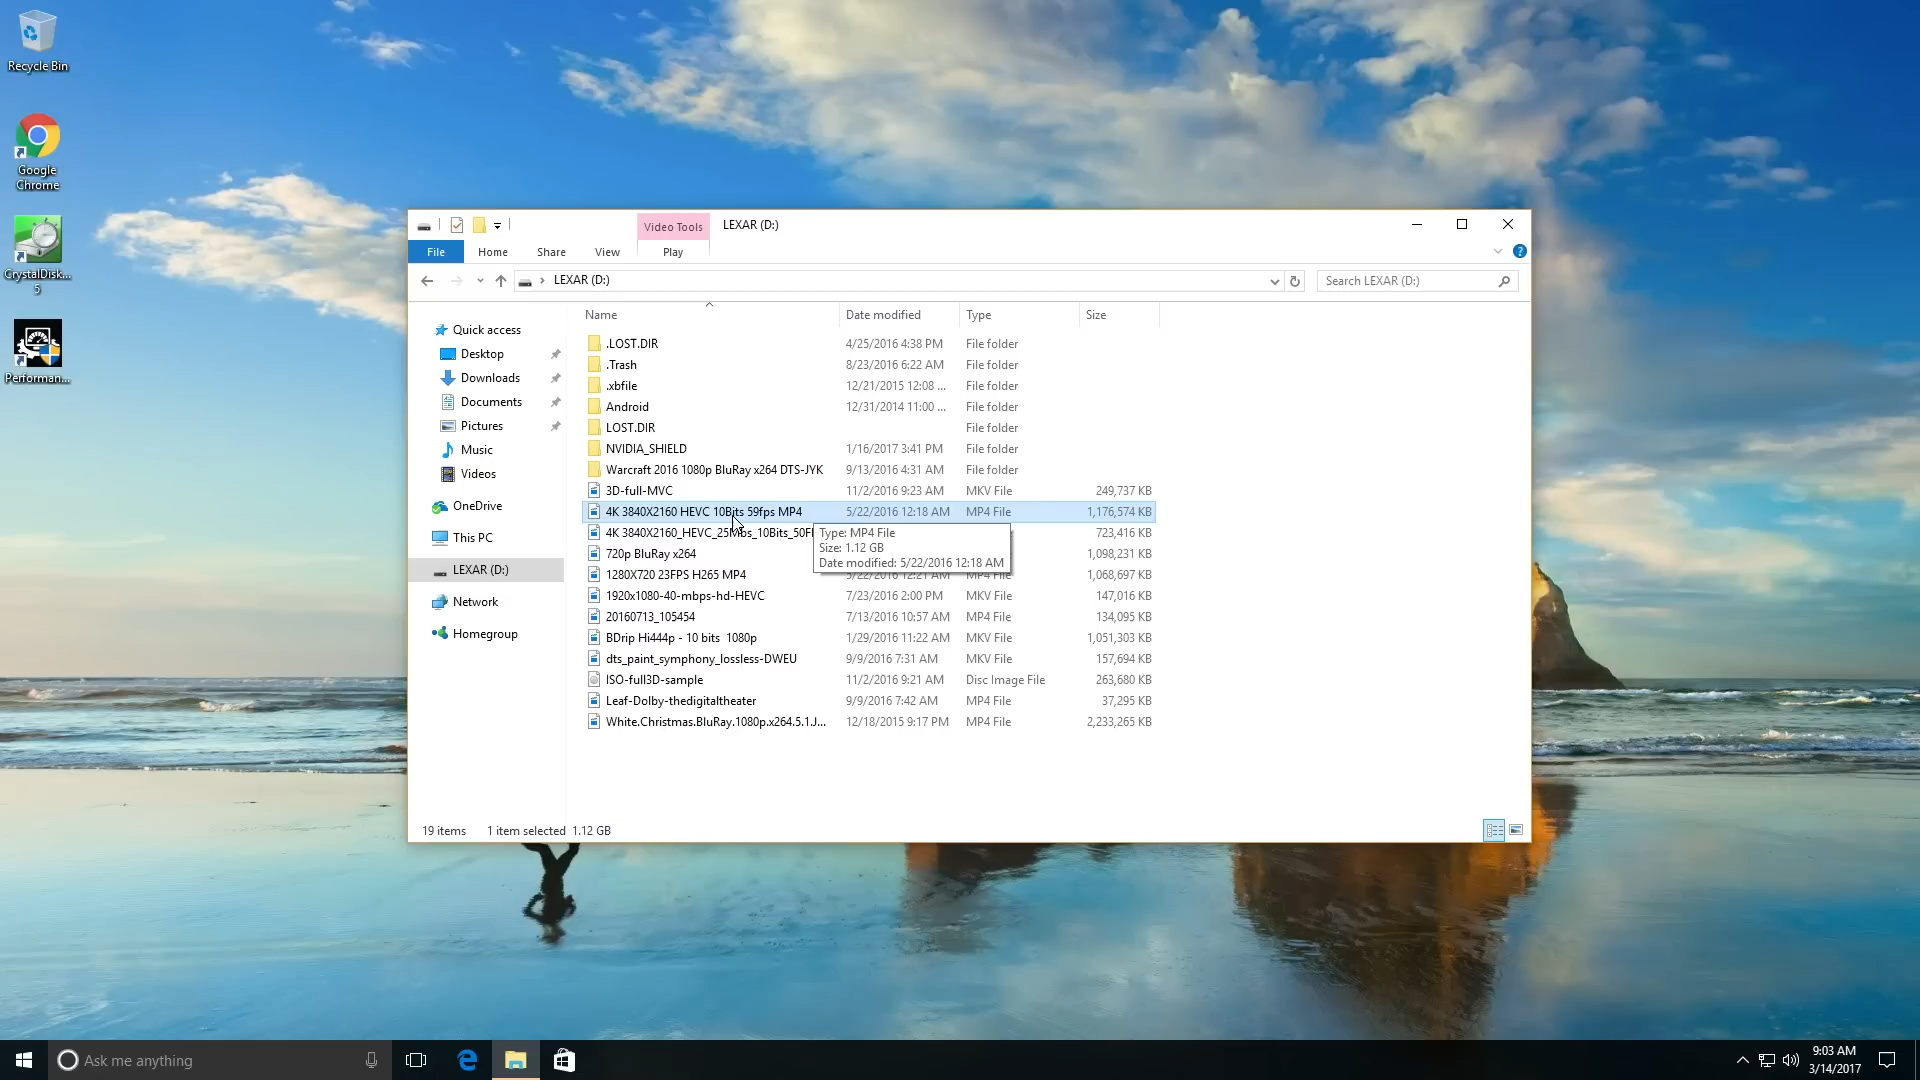 Recycle Bin
Google
Chrome
CrystalDisk...
5
Performan...
Video Tools
LEXAR (D:)
File
Home
Share
View
Play
LEXAR (D:)
Search LEXAR (D:)
Quick access
Desktop
Downloads
Documents
Pictures
Music
Videos
OneDrive
This PC
LEXAR (D:)
Network
Homegroup
Name Date modified Type Size
.LOST.DIR 4/25/2016 4:38 PM File folder
.Trash 8/23/2016 6:22 AM File folder
.xbfile 12/21/2015 12:08 ... File folder
Android 12/31/2014 11:00 ... File folder
LOST.DIR File folder
NVIDIA_SHIELD 1/16/2017 3:41 PM File folder
Warcraft 2016 1080p BluRay x264 DTS-JYK 9/13/2016 4:31 AM File folder
3D-full-MVC 11/2/2016 9:23 AM MKV File 249,737 KB
4K 3840X2160 HEVC 10Bits 59fps MP4 5/22/2016 12:18 AM MP4 File 1,176,574 KB
4K 3840X2160_HEVC_25Mbs_10Bits_50F 723,416 KB
720p BluRay x264 1,098,231 KB
1280X720 23FPS H265 MP4 5/22/2016 12:21 AM MP4 File 1,068,697 KB
1920x1080-40-mbps-hd-HEVC 7/23/2016 2:00 PM MKV File 147,016 KB
20160713_105454 7/13/2016 10:57 AM MP4 File 134,095 KB
BDrip Hi444p - 10 bits 1080p 1/29/2016 11:22 AM MKV File 1,051,303 KB
dts_paint_symphony_lossless-DWEU 9/9/2016 7:31 AM MKV File 157,694 KB
ISO-full3D-sample 11/2/2016 9:21 AM Disc Image File 263,680 KB
Leaf-Dolby-thedigitaltheater 9/9/2016 7:42 AM MP4 File 37,295 KB
White.Christmas.BluRay.1080p.x264.5.1.J... 12/18/2015 9:17 PM MP4 File 2,233,265 KB
Type: MP4 File
Size: 1.12 GB
Date modified: 5/22/2016 12:18 AM
19 items 1 item selected 1.12 GB
Ask me anything
9:03 AM
3/14/2017